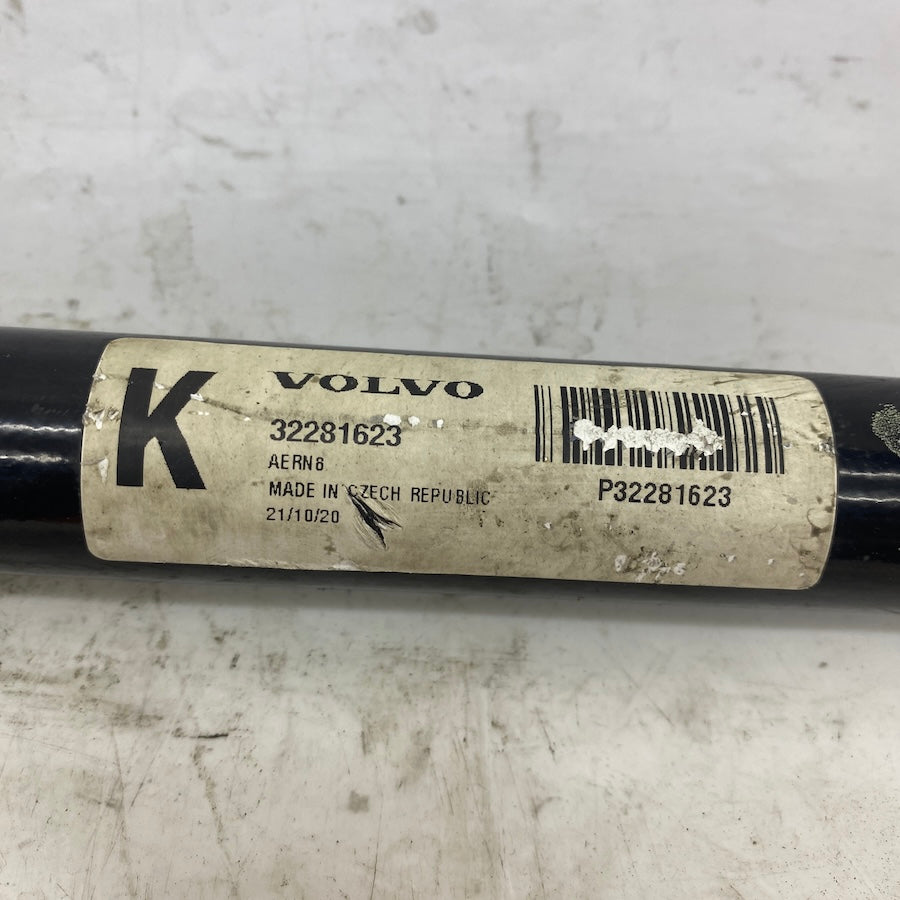 K
VOLVO
32281623
AERN6
MADE IN CZECH REPUBLIC
21/10/20
P32281623